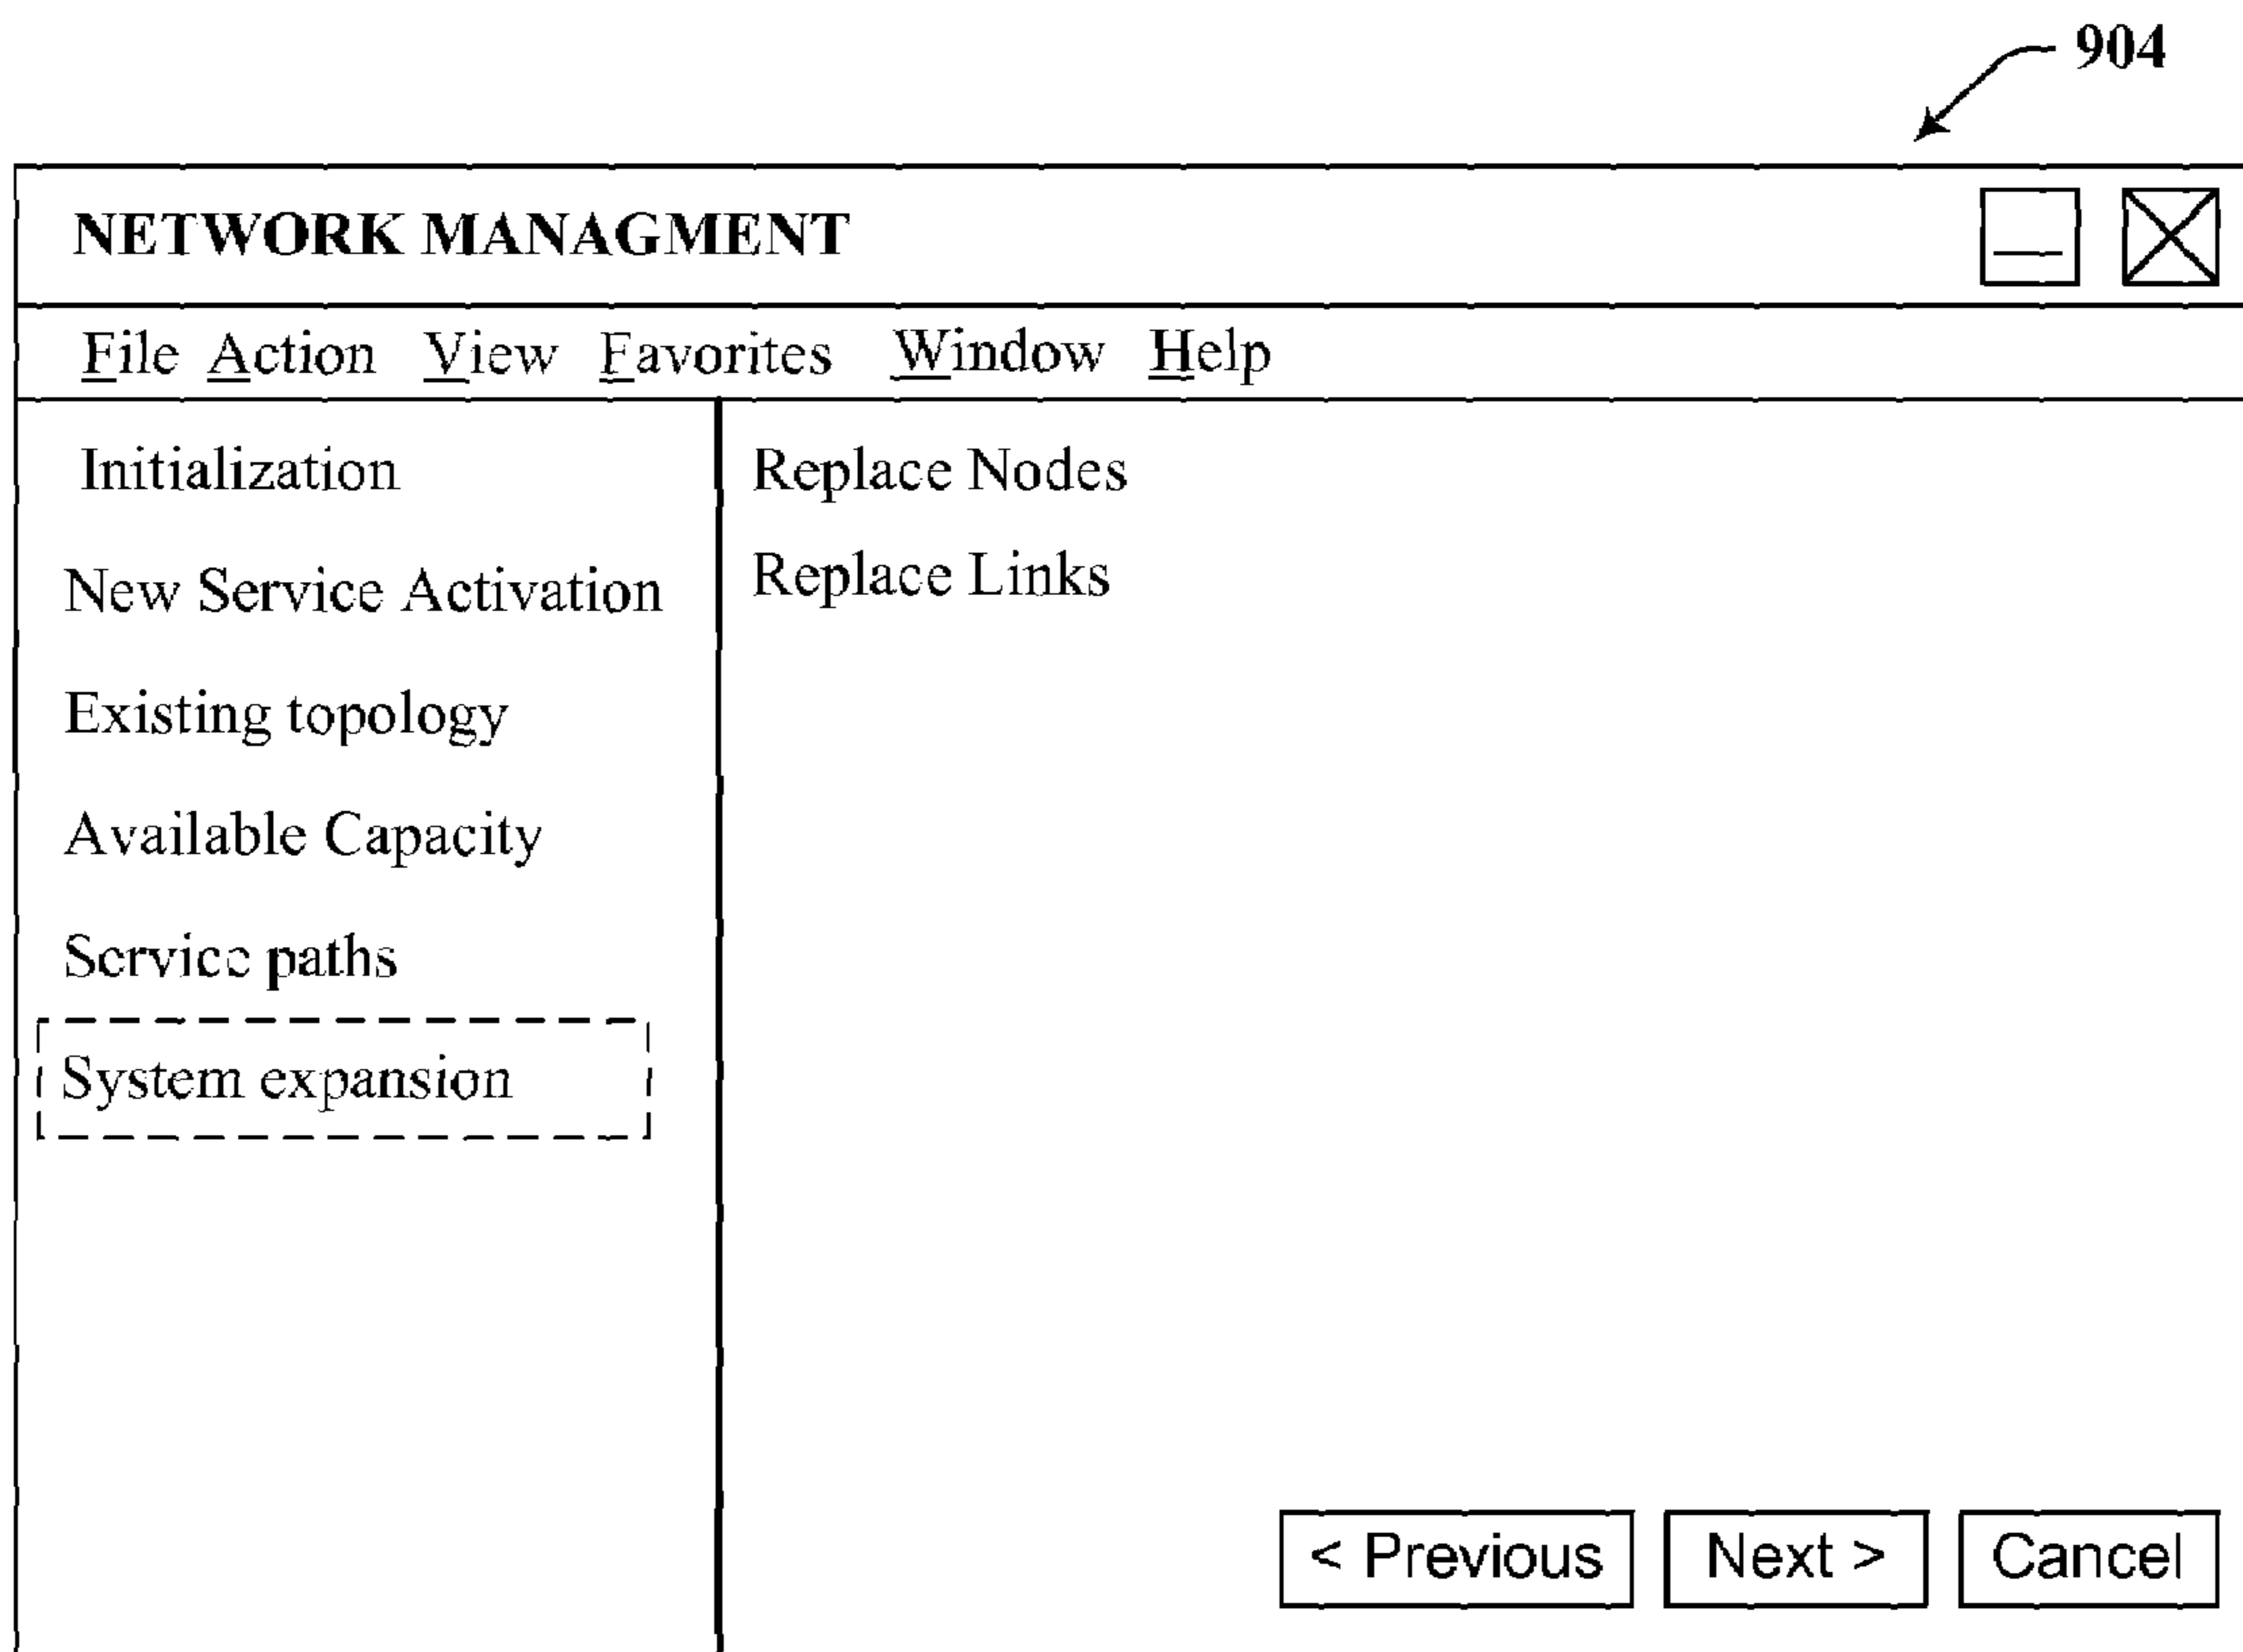 904
NETWORK MANAGMENT
File Action View Favorites Window Help
Initialization
New Service Activation
Existing topology
Available Capacity
Service paths
System expansion
Replace Nodes
Replace Links
< Previous
Next >
Cancel